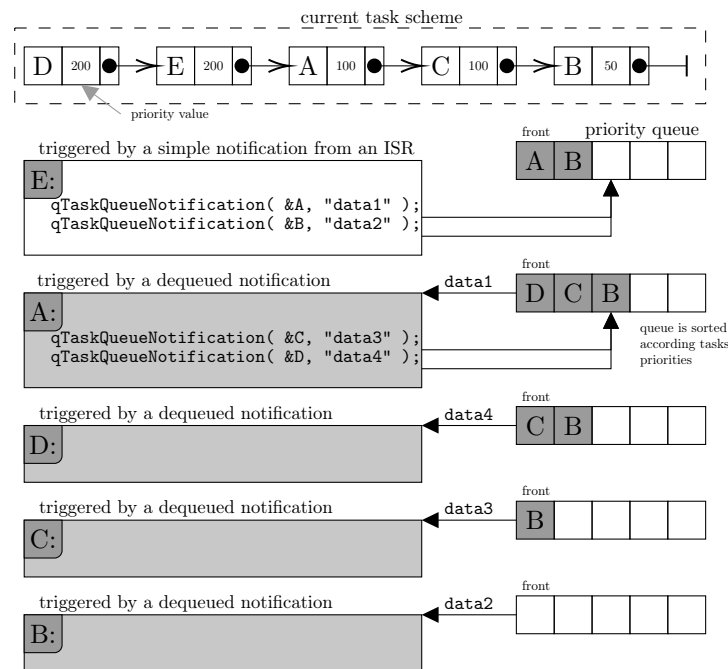 current task scheme
D 200 E 200 A 100 C 100 B 50
priority value
front priority queue
triggered by a simple notification from an ISR
A B
E:
qTaskQueueNotification( &A, "data1" );
qTaskQueueNotification( &B, "data2" );
front
triggered by a dequeued notification data1
D C B
A:
qTaskQueueNotification( &C, "data3" );
qTaskQueueNotification( &D, "data4" );
queue is sorted
according tasks
priorities
front
triggered by a dequeued notification data4
C B
D:
front
triggered by a dequeued notification data3
B
C:
front
triggered by a dequeued notification data2
B: